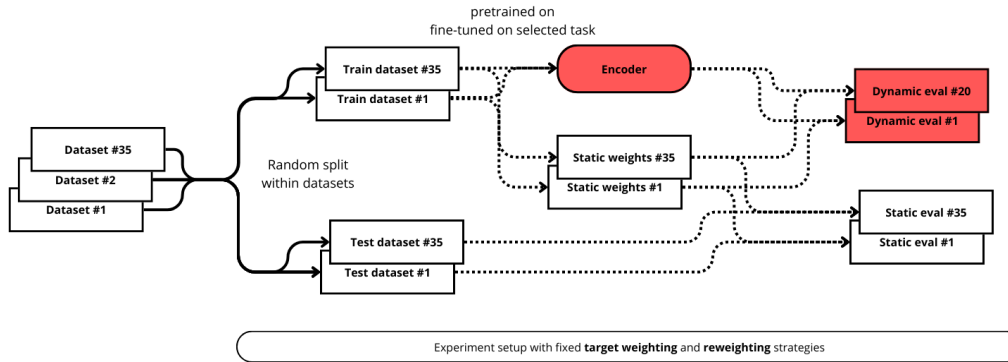 pretrained on
fine-tuned on selected task
Train dataset #35
Train dataset #1
Encoder
Dynamic eval #20
Dynamic eval #1
Dataset #35
Dataset #2
Dataset #1
Random split
within datasets
Static weights #35
Static weights #1
Static eval #35
Static eval #1
Test dataset #35
Test dataset #1
Experiment setup with fixed target weighting and reweighting strategies